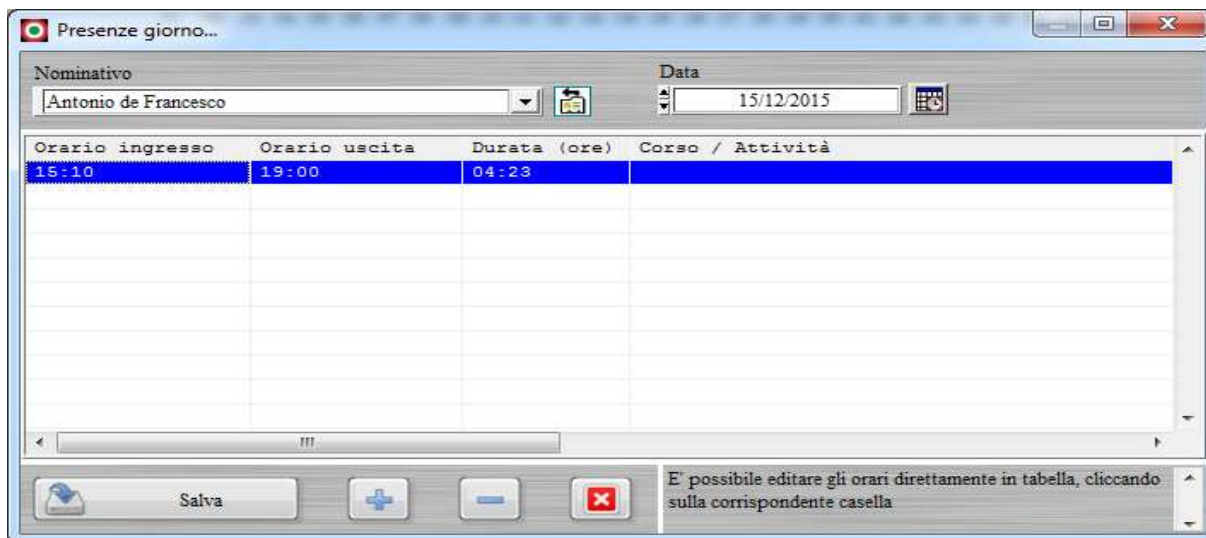 Presenze giorno...
Nominativo Data
Antonio de Francesco 15/12/2015
Orario ingresso Orario uscita Durata (ore) Corso / Attività
15:10 19:00 04:23
Salva
E' possibile editare gli orari direttamente in tabella, cliccando
sulla corrispondente casella